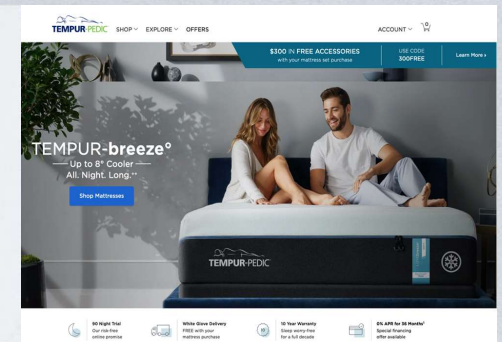 TEMPUR-PEDIC SHOP EXPLORE OFFERS ACCOUNT 0
$300 IN FREE ACCESSORIES
with your mattress set purchase
USE CODE
300FREE
Learn More ›
TEMPUR-breeze°
Up to 8° Cooler
All. Night. Long.**
Shop Mattresses
TEMPUR-PEDIC
90 Night Trial
Our risk-free
online promise
White Glove Delivery
FREE with your
mattress purchase
10
10 Year Warranty
Sleep worry-free
for a full decade
0% APR for 36 Months¹
Special financing
offer available